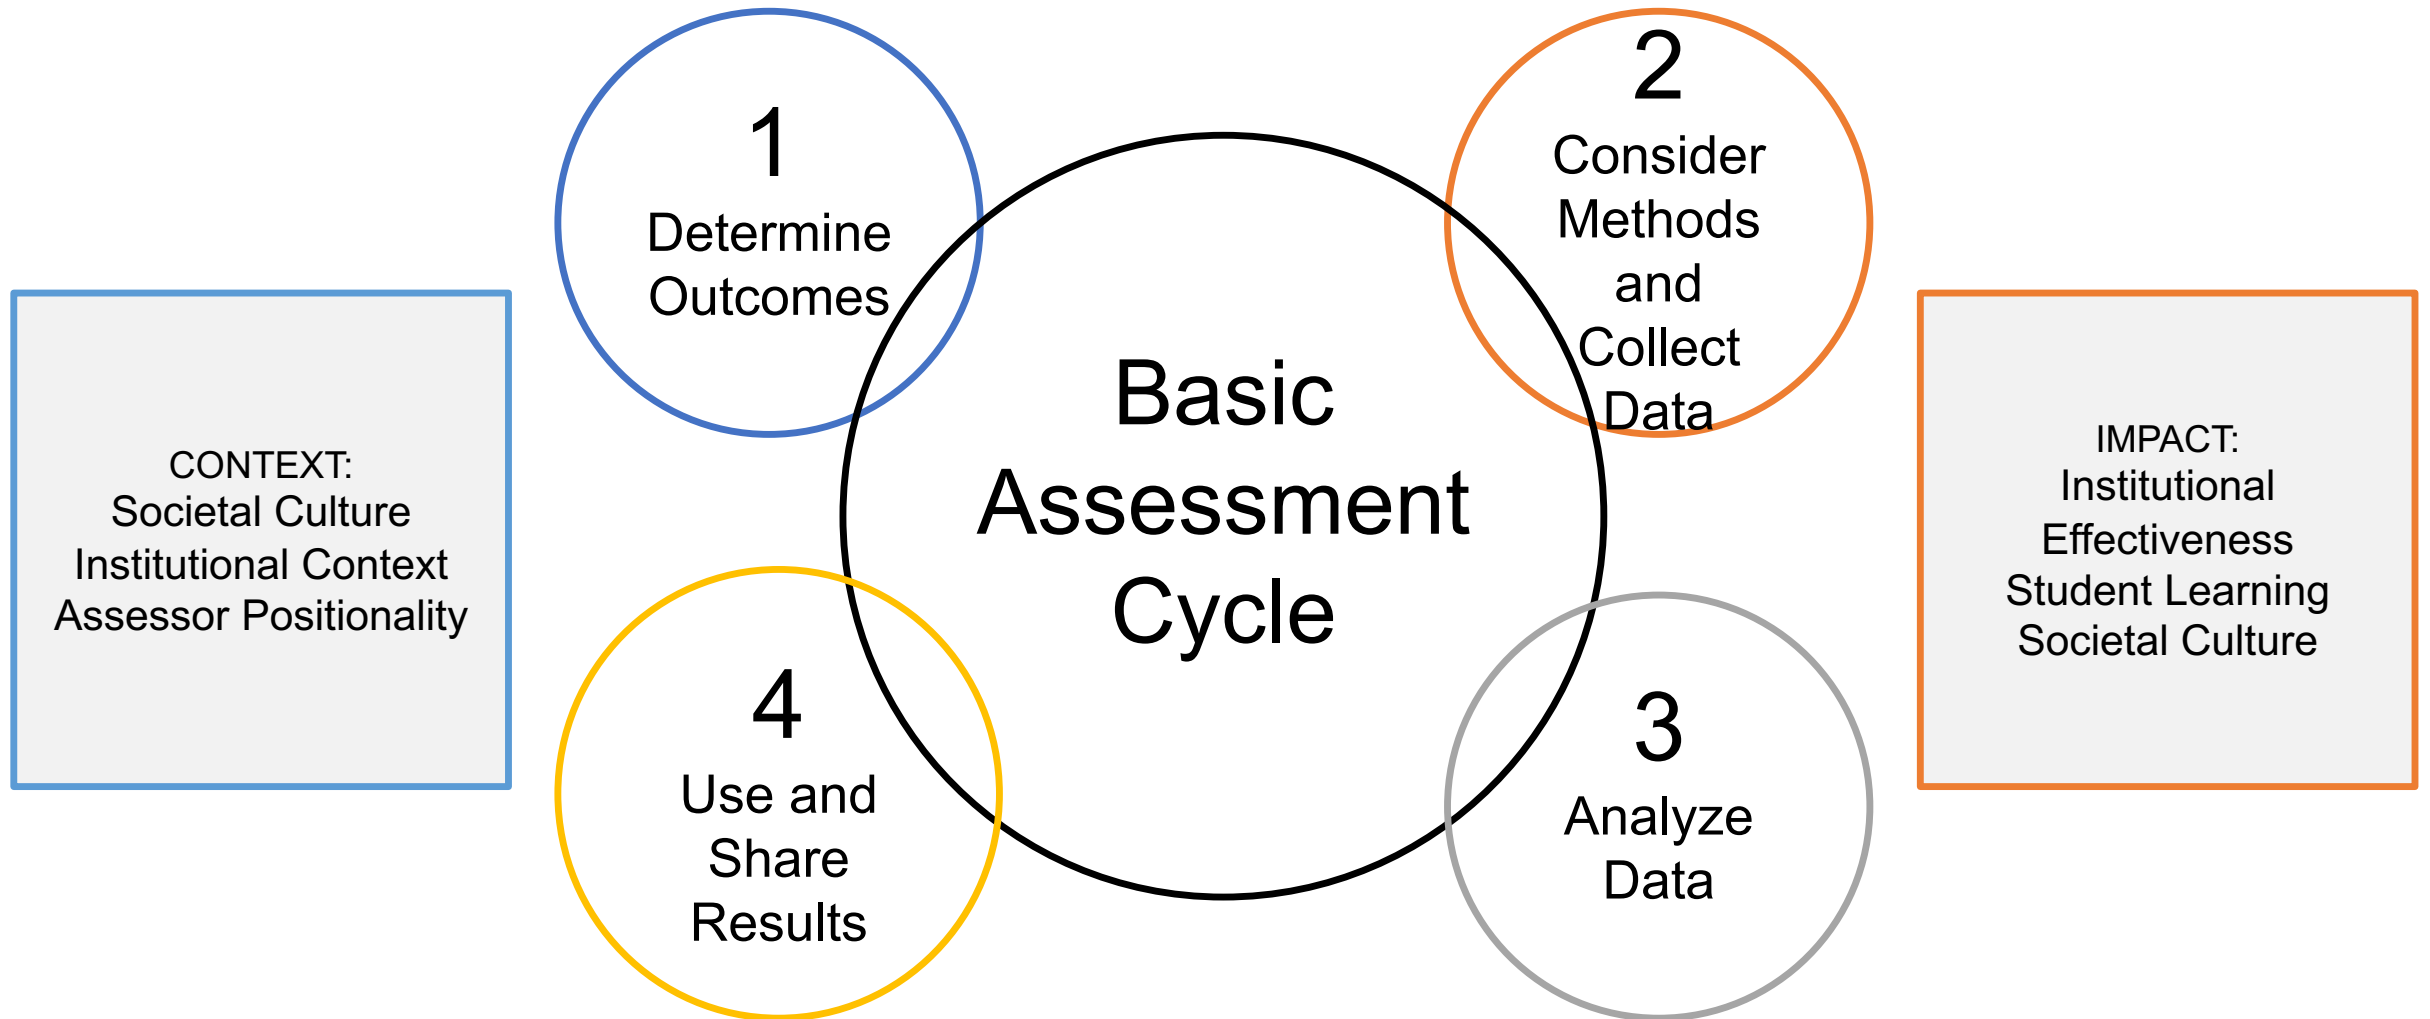 CONTEXT:
Societal Culture
Institutional Context
Assessor Positionality
1
Determine
Outcomes
2
Consider
Methods
and
Collect
Data
Basic
Assessment
Cycle
3
Analyze
Data
4
Use and
Share
Results
IMPACT:
Institutional
Effectiveness
Student Learning
Societal Culture